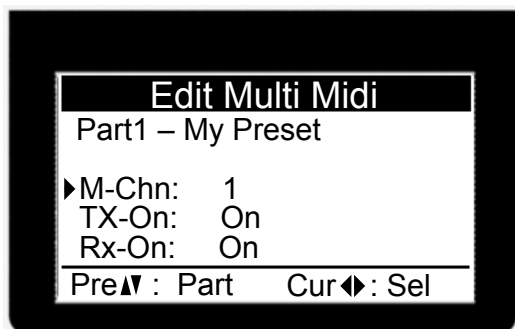 Edit Multi Midi
Part1 – My Preset
M-Chn: 1
TX-On: On
Rx-On: On
Pre▲▼: Part Cur◀▶: Sel